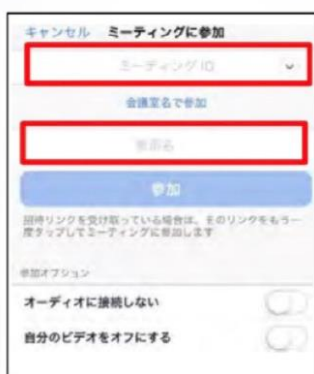 キャンセル ミーティングに参加
ミーティング ID
会議室名で参加
表示名
参加
招待リンクを受け取っている場合は、そのリンクをもう一
度タップしてミーティングに参加します
参加オプション
オーディオに接続しない
自分のビデオをオフにする